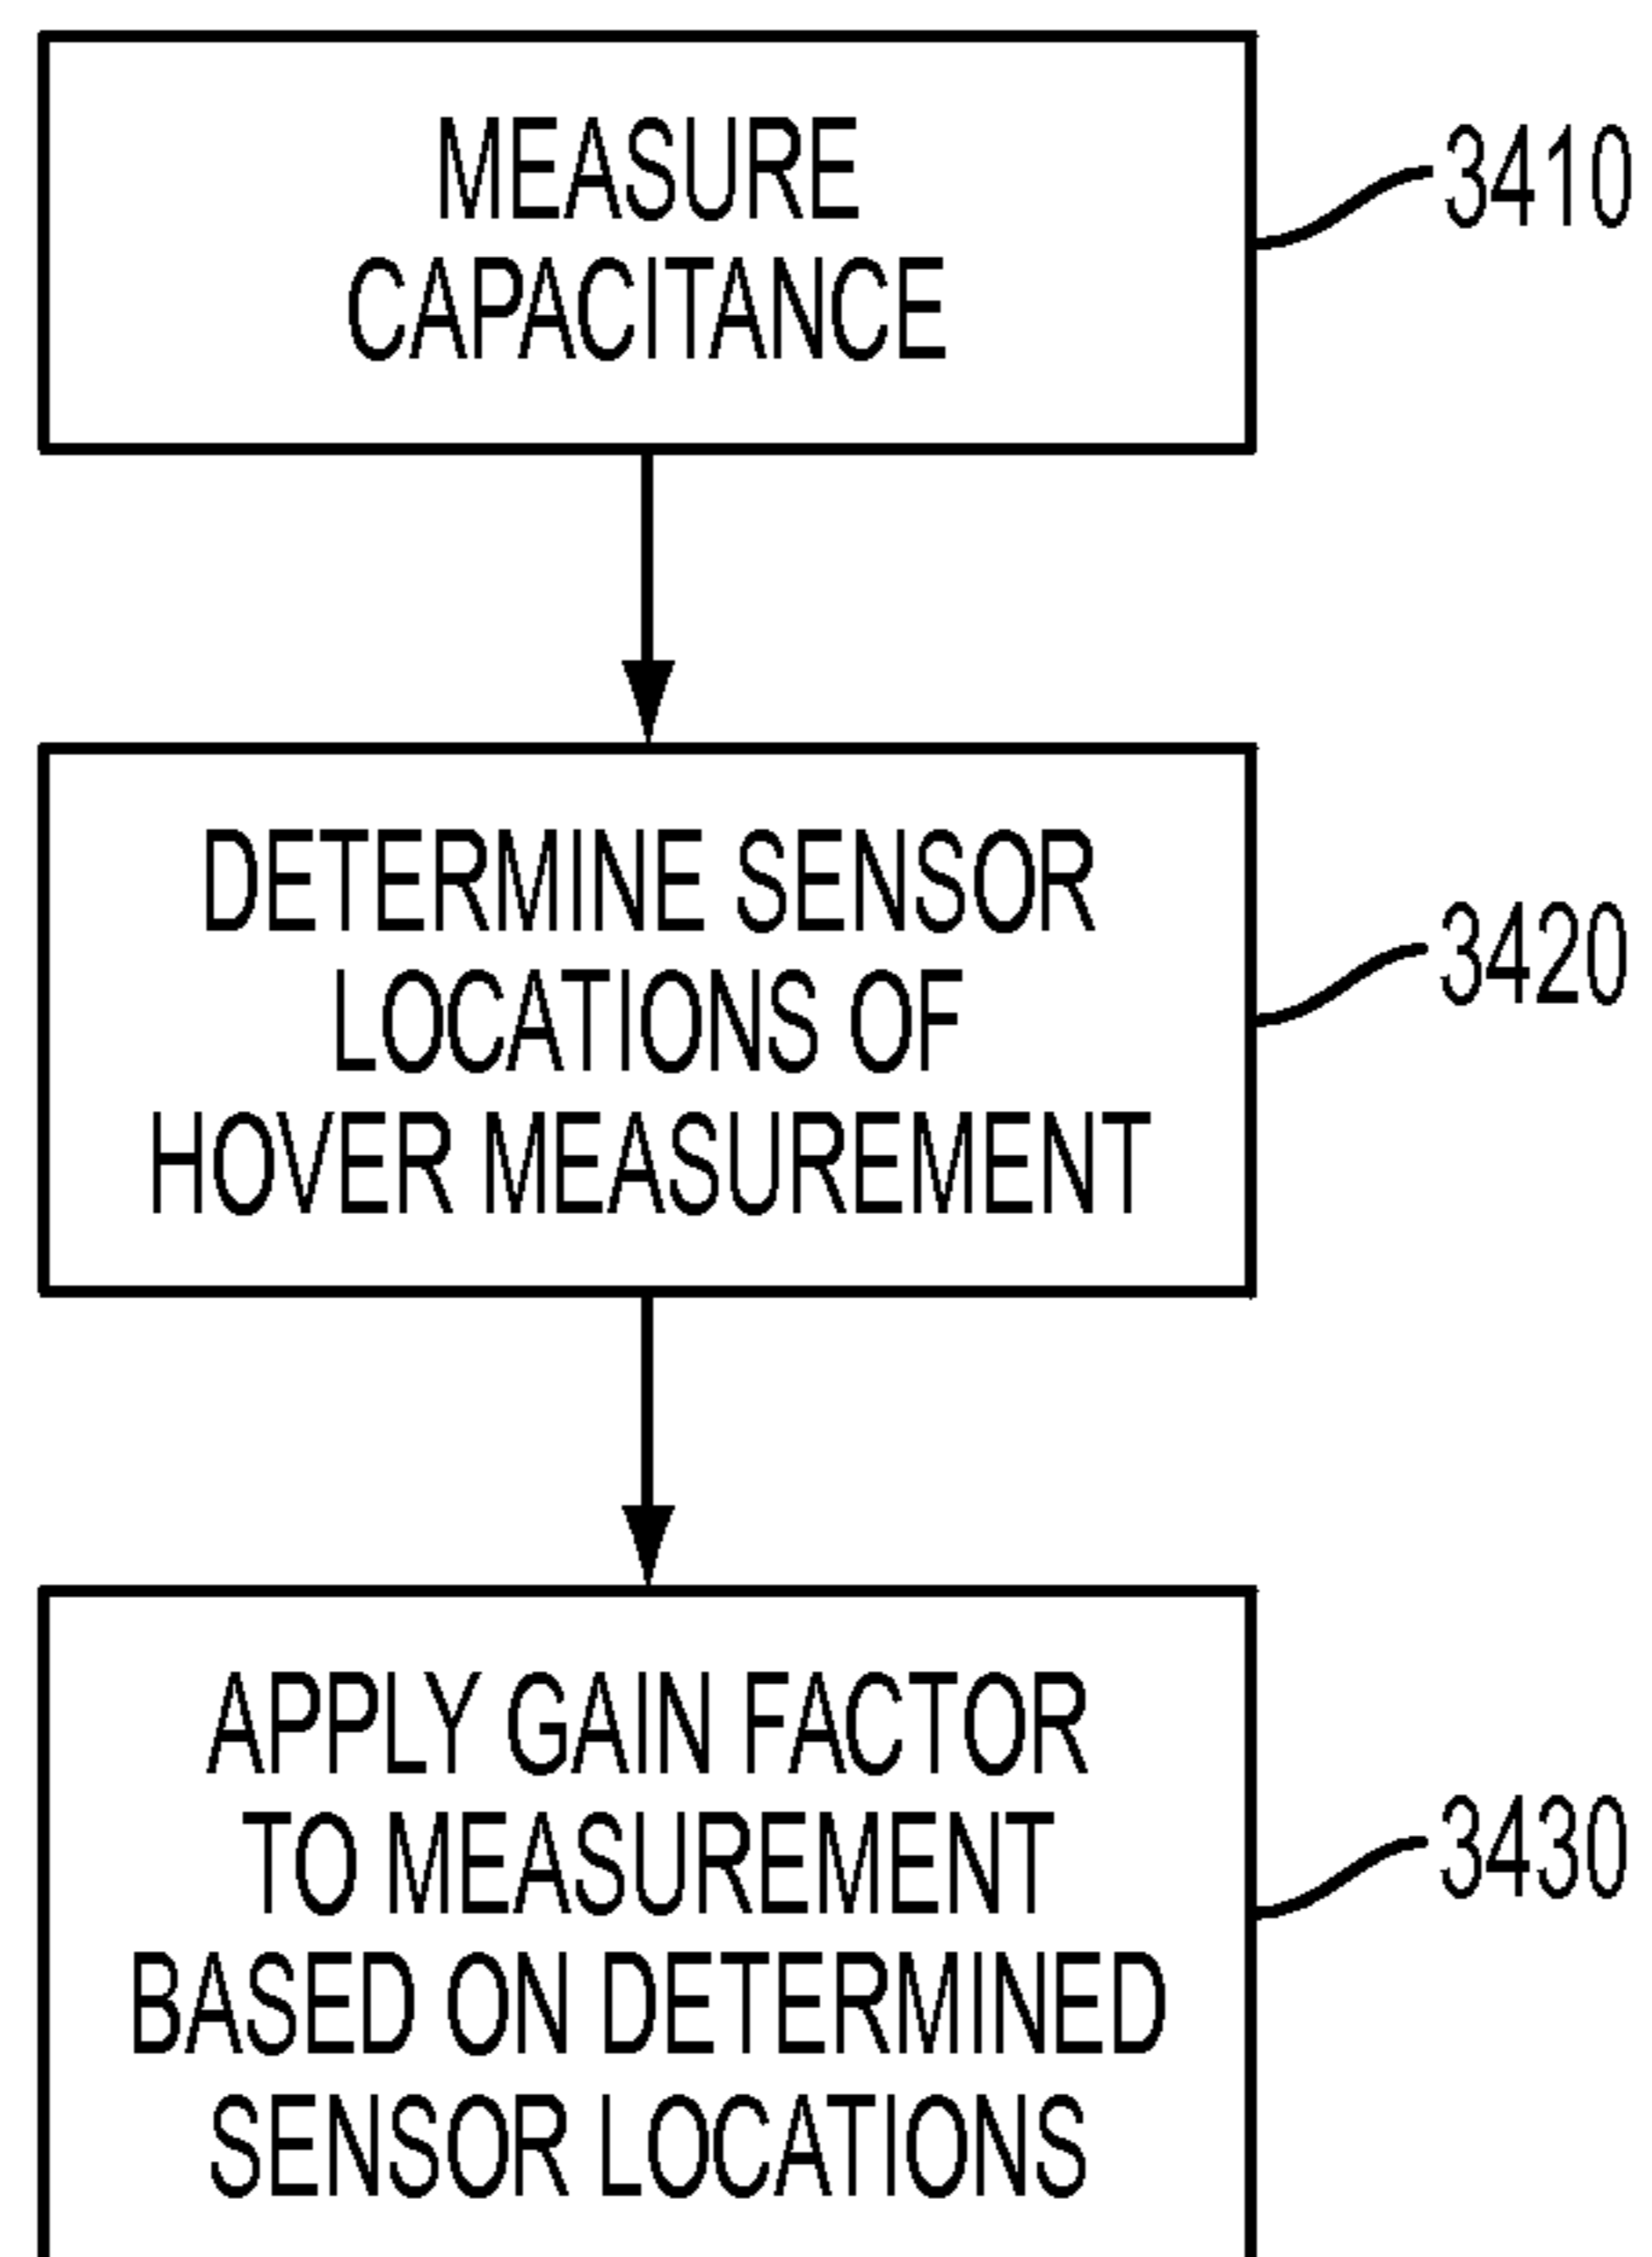 MEASURE
CAPACITANCE
3410
DETERMINE SENSOR
LOCATIONS OF
HOVER MEASUREMENT
3420
APPLY GAIN FACTOR
TO MEASUREMENT
BASED ON DETERMINED
SENSOR LOCATIONS
3430